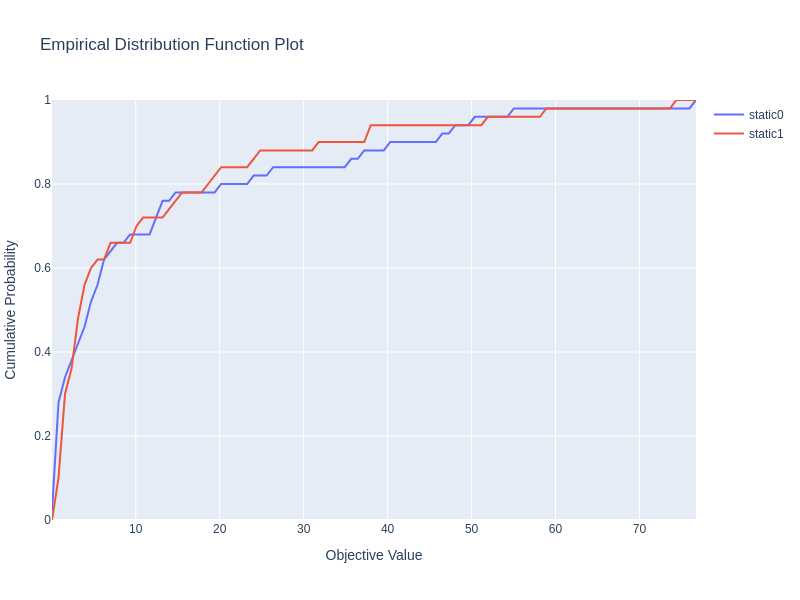 Empirical Distribution Function Plot
static0
static1
Cumulative Probability
1
0.8
0.6
0.4
0.2
0
10
20
30
40
50
60
70
Objective Value